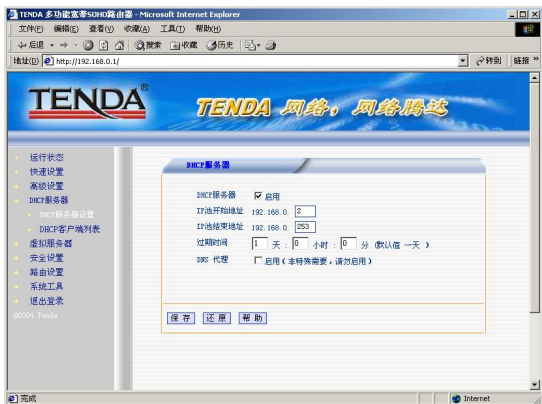 TENDA 多功能宽带SOHO路由器 - Microsoft Internet Explorer
文件(F) 编辑(E) 查看(V) 收藏(A) 工具(T) 帮助(H)
后退 搜索 收藏 历史
地址(D) http://192.168.0.1/ 转到 链接 »
TENDA®
TENDA 网络，网络腾达
运行状态
快速设置
高级设置
DHCP服务器
DHCP服务器设置
DHCP客户端列表
虚拟服务器
安全设置
路由设置
系统工具
退出登录
©2004 Tenda
DHCP服务器
DHCP服务器 启用
IP池开始地址 192.168.0. 2
IP池结束地址 192.168.0. 253
过期时间 1 天 : 0 小时 : 0 分 (默认值 一天 )
DNS 代理 启用 ( 非特殊需要，请勿启用 )
保 存 还 原 帮 助
完成 Internet